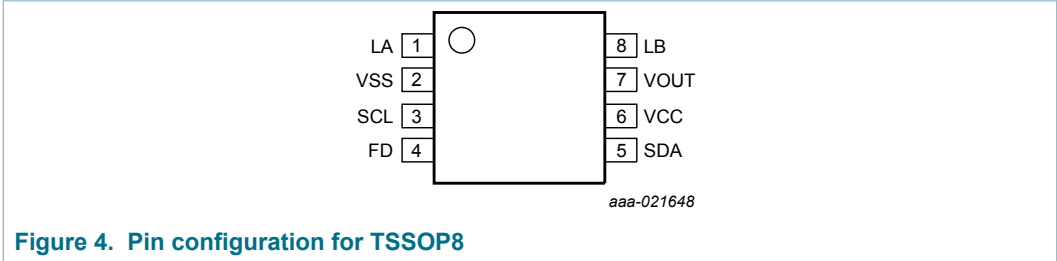 LA 1 8 LB
VSS 2 7 VOUT
SCL 3 6 VCC
FD 4 5 SDA
aaa-021648
Figure 4. Pin configuration for TSSOP8